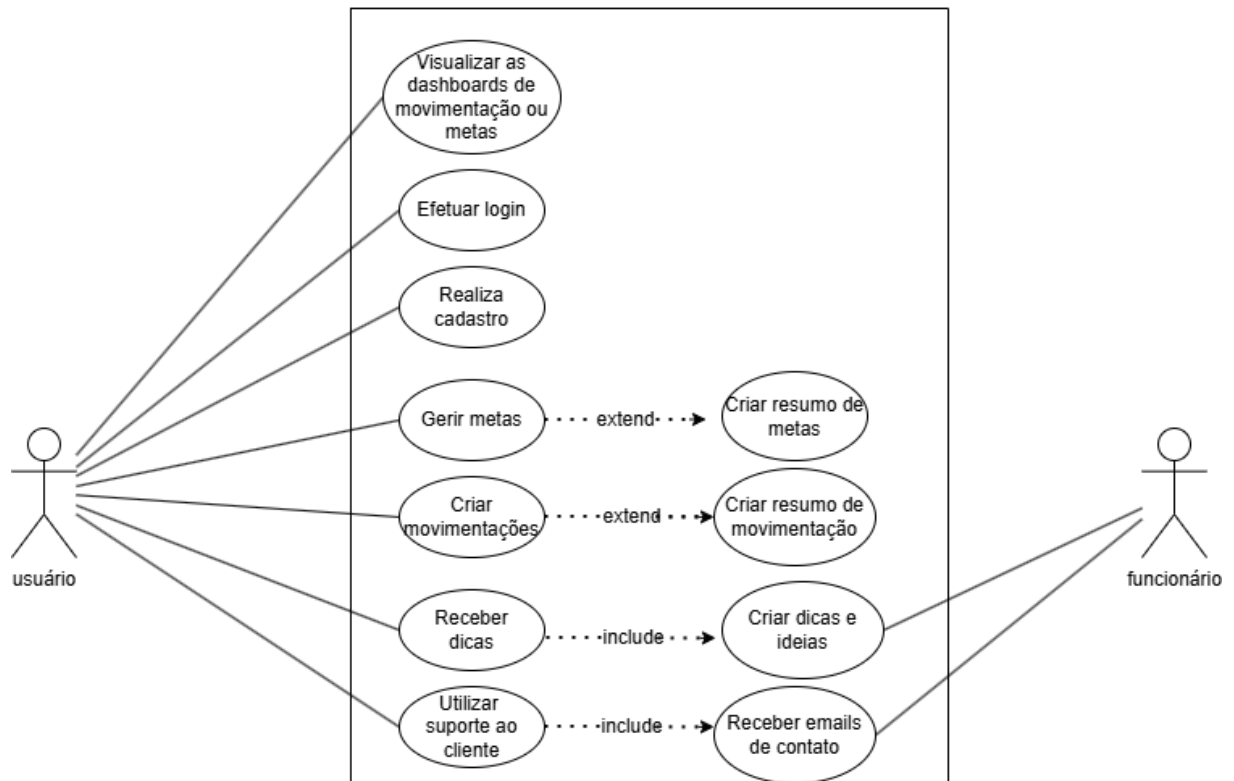 Visualizar as
dashboards de
movimentação ou
metas
Efetuar login
Realiza
cadastro
Gerir metas
extend
Criar resumo de
metas
Criar
movimentações
extend
Criar resumo de
movimentação
usuário
funcionário
Receber
dicas
include
Criar dicas e
ideias
Utilizar
suporte ao
cliente
include
Receber emails
de contato